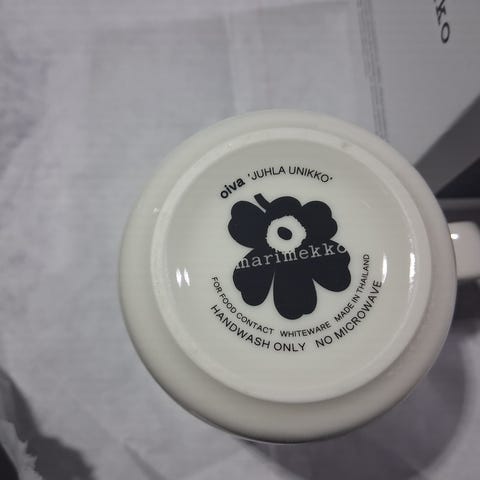 oiva 'JUHLA UNIKKO'
marimekko
FOR FOOD CONTACT WHITEWARE MADE IN THAILAND
HANDWASH ONLY NO MICROWAVE